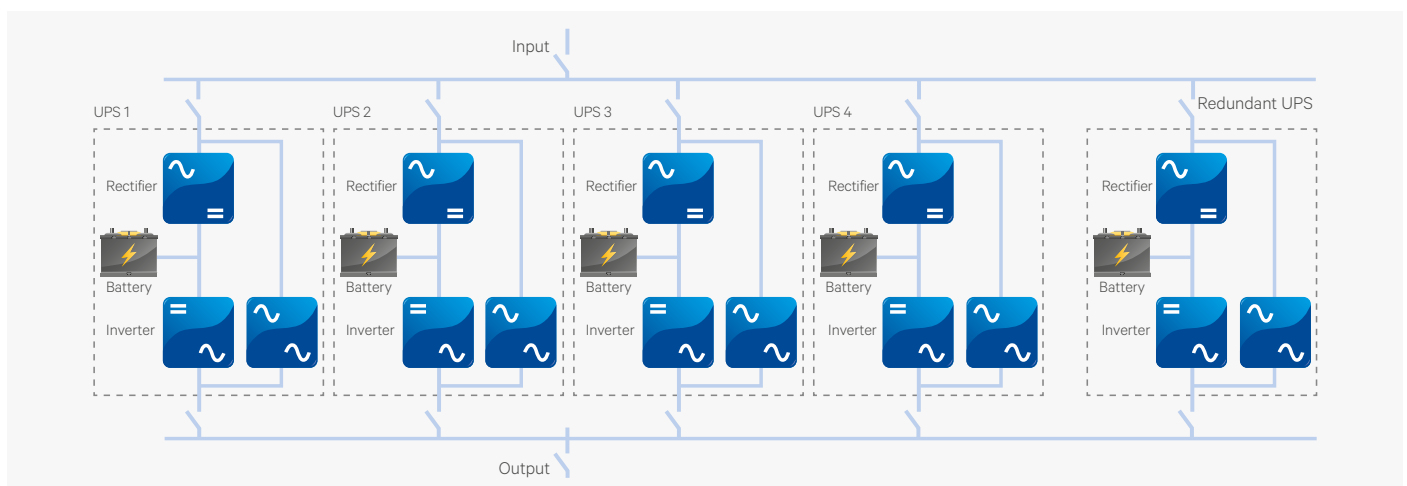 Input
UPS 1
UPS 2
UPS 3
UPS 4
Redundant UPS
Rectifier
Rectifier
Rectifier
Rectifier
Rectifier
Battery
Battery
Battery
Battery
Battery
Inverter
Inverter
Inverter
Inverter
Inverter
Output